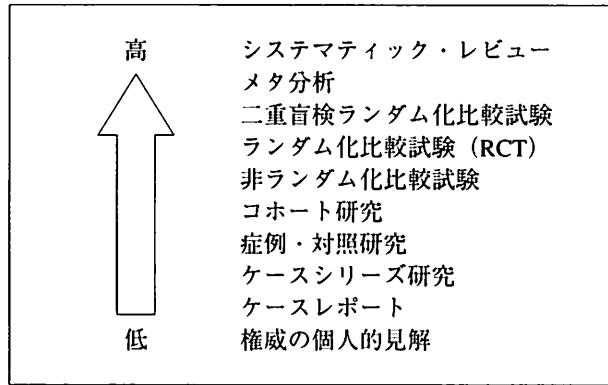 高 システマティック・レビュー
メタ分析
二重盲検ランダム化比較試験
ランダム化比較試験（RCT）
非ランダム化比較試験
コホート研究
症例・対照研究
ケースシリーズ研究
ケースレポート
低 権威の個人的見解